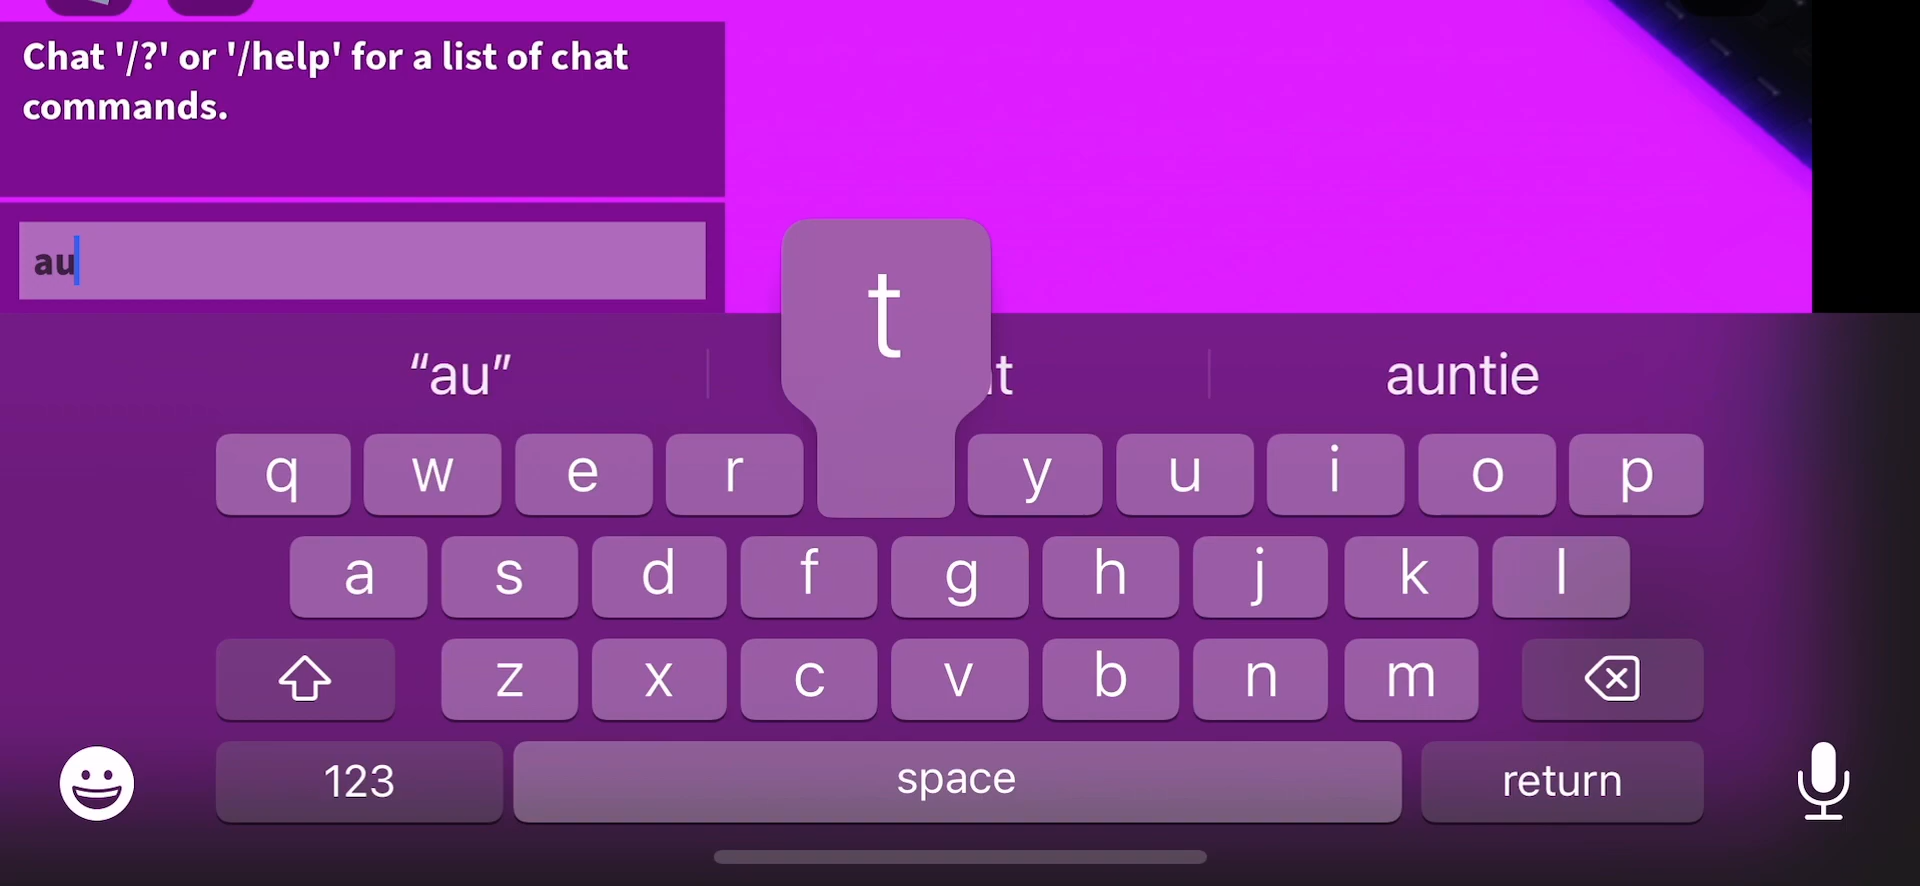 Chat '/?' or '/help' for a list of chat
commands.
au
t
“au”
auntie
q w e r y u i o p
a s d f g h j k l
z x c v b n m
123 space return